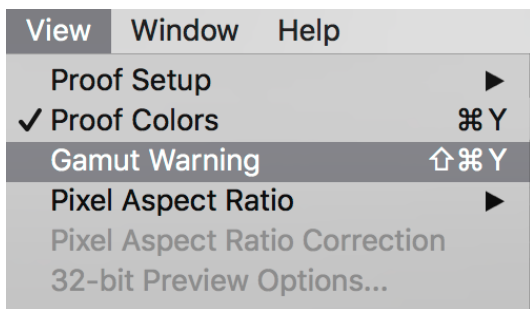 View Window Help
Proof Setup ▶
✓ Proof Colors ⌘ Y
Gamut Warning ⇧⌘ Y
Pixel Aspect Ratio ▶
Pixel Aspect Ratio Correction
32-bit Preview Options...